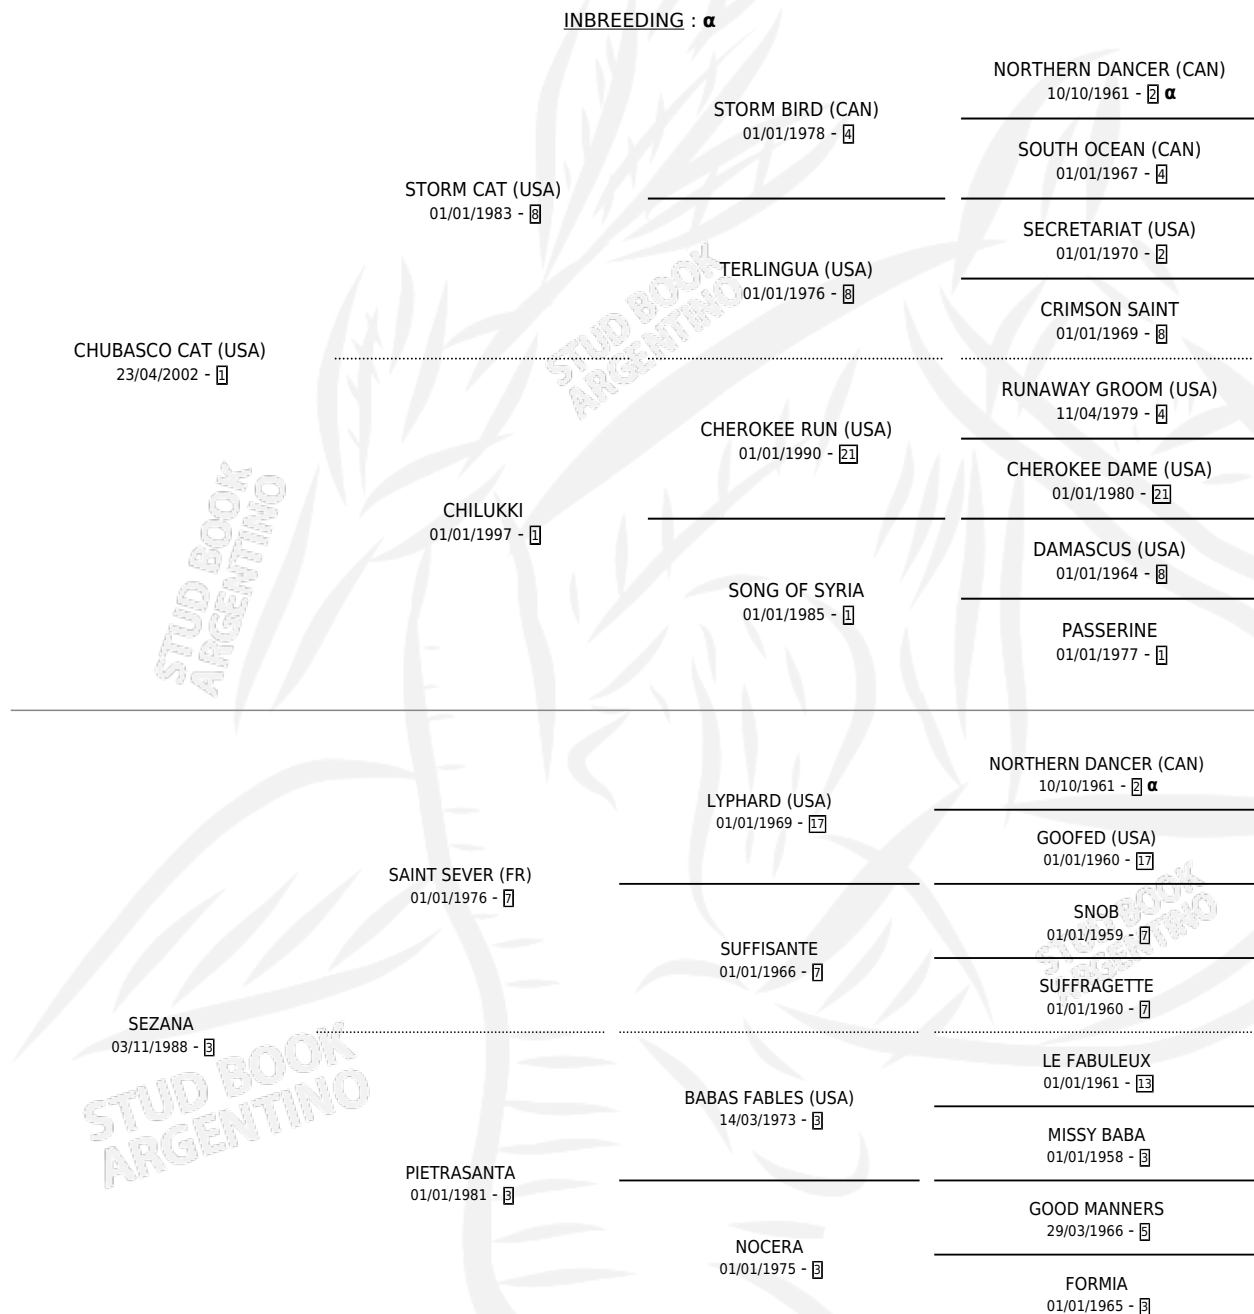 INBREEDING : α
NORTHERN DANCER (CAN)
10/10/1961 - 2 α
STORM BIRD (CAN)
01/01/1978 - 4
SOUTH OCEAN (CAN)
01/01/1967 - 4
STORM CAT (USA)
01/01/1983 - 8
SECRETARIAT (USA)
01/01/1970 - 2
TERLINGUA (USA)
01/01/1976 - 8
CRIMSON SAINT
01/01/1969 - 8
CHUBASCO CAT (USA)
23/04/2002 - 1
RUNAWAY GROOM (USA)
11/04/1979 - 4
CHEROKEE RUN (USA)
01/01/1990 - 21
CHEROKEE DAME (USA)
01/01/1980 - 21
CHILUKKI
01/01/1997 - 1
DAMASCUS (USA)
01/01/1964 - 8
SONG OF SYRIA
01/01/1985 - 1
PASSERINE
01/01/1977 - 1
NORTHERN DANCER (CAN)
10/10/1961 - 2 α
LYPHARD (USA)
01/01/1969 - 17
GOOFED (USA)
01/01/1960 - 17
SAINT SEVER (FR)
01/01/1976 - 7
SNOB
01/01/1959 - 7
SUFFISANTE
01/01/1966 - 7
SUFFRAGETTE
01/01/1960 - 7
SEZANA
03/11/1988 - 3
LE FABULEUX
01/01/1961 - 13
BABAS FABLES (USA)
14/03/1973 - 3
MISSY BABA
01/01/1958 - 3
PIETRASANTA
01/01/1981 - 3
GOOD MANNERS
29/03/1966 - 5
NOCERA
01/01/1975 - 3
FORMIA
01/01/1965 - 3
STUD BOOK
ARGENTINO
STUD BOOK
ARGENTINO
STUD BOOK
ARGENTINO
STUD BOOK
ARGENTINO